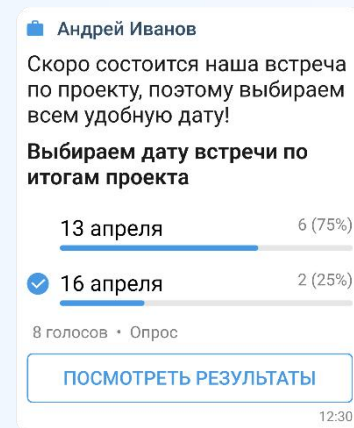 Андрей Иванов
Скоро состоится наша встреча
по проекту, поэтому выбираем
всем удобную дату!
Выбираем дату встречи по
итогам проекта
13 апреля 6 (75%)
16 апреля 2 (25%)
8 голосов • Опрос
ПОСМОТРЕТЬ РЕЗУЛЬТАТЫ
12:30